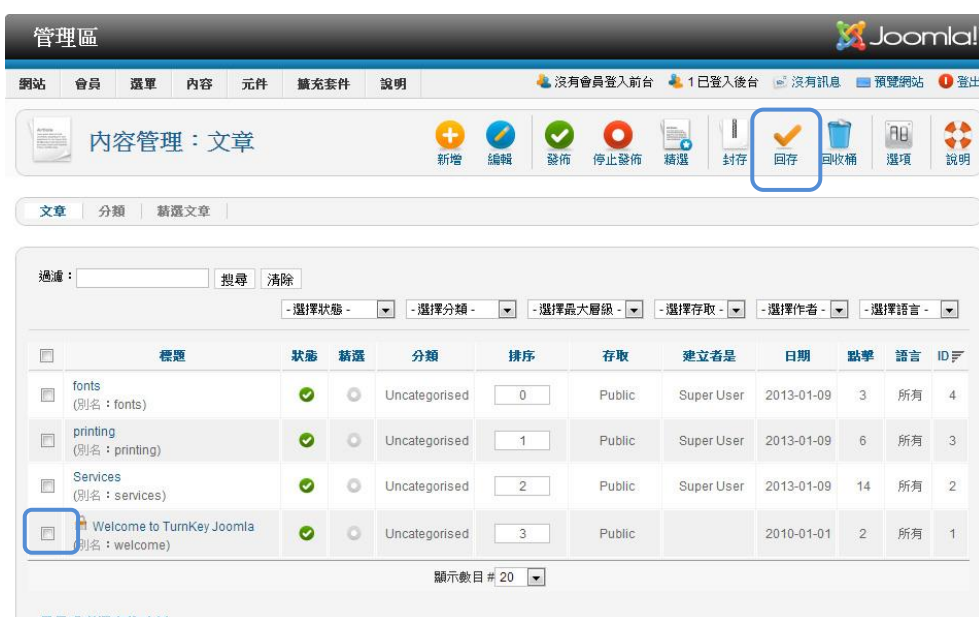 管理區
Joomla!
網站 會員 選單 內容 元件 擴充套件 說明 沒有會員登入前台 1 已登入後台 沒有訊息 預覽網站 登出
內容管理：文章
新增 編輯 發佈 停止發佈 精選 封存 回存 回收桶 選項 說明
文章 分類 精選文章
過濾： 搜尋 清除
- 選擇狀態 - - 選擇分類 - - 選擇最大層級 - - 選擇存取 - - 選擇作者 - - 選擇語言 -
標題 狀態 精選 分類 排序 存取 建立者是 日期 點擊 語言 ID
fonts
(別名：fonts) Uncategorised 0 Public Super User 2013-01-09 3 所有 4
printing
(別名：printing) Uncategorised 1 Public Super User 2013-01-09 6 所有 3
Services
(別名：services) Uncategorised 2 Public Super User 2013-01-09 14 所有 2
Welcome to TurnKey Joomla
(別名：welcome) Uncategorised 3 Public 2010-01-01 2 所有 1
顯示數目 # 20